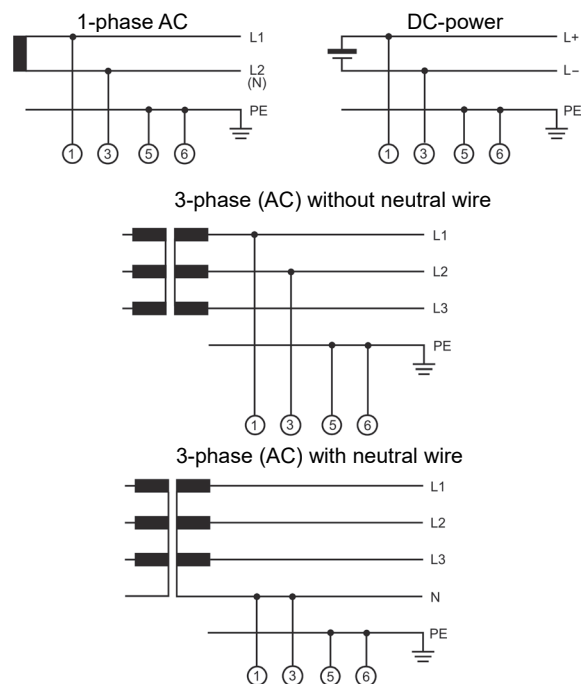 1-phase AC
L1
L2
(N)
PE
1 3 5 6
DC-power
L+
L−
PE
1 3 5 6
3-phase (AC) without neutral wire
L1
L2
L3
PE
1 3 5 6
3-phase (AC) with neutral wire
L1
L2
L3
N
PE
1 3 5 6